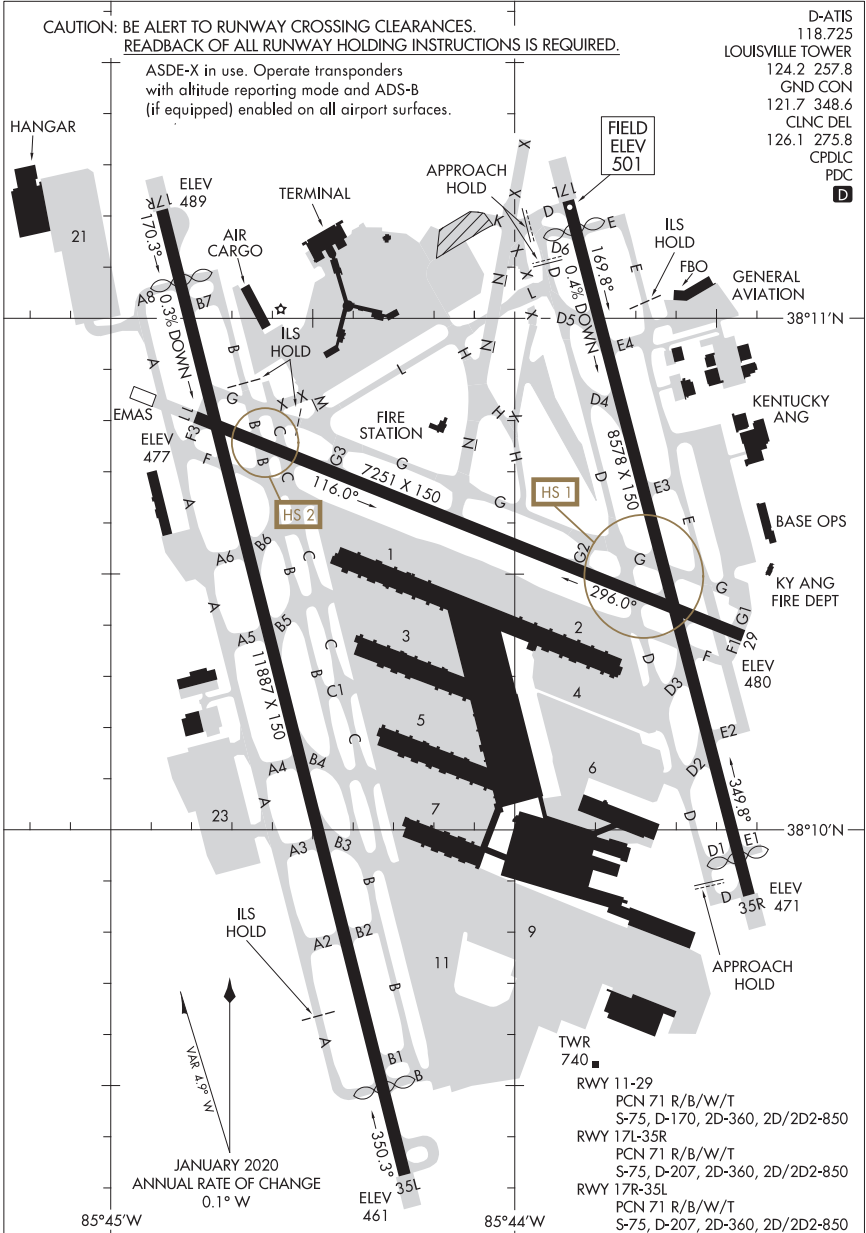 CAUTION: BE ALERT TO RUNWAY CROSSING CLEARANCES.
READBACK OF ALL RUNWAY HOLDING INSTRUCTIONS IS REQUIRED.
ASDE-X in use. Operate transponders
with altitude reporting mode and ADS-B
(if equipped) enabled on all airport surfaces.
D-ATIS
118.725
LOUISVILLE TOWER
124.2 257.8
GND CON
121.7 348.6
CLNC DEL
126.1 275.8
CPDLC
PDC
D
HANGAR
21
17R
ELEV
489
170.3°
0.3% DOWN
AIR
CARGO
TERMINAL
APPROACH
HOLD
FIELD
ELEV
501
17L
X
X
X
X
L
X
K
N
N
N
D
E
D6
D
E
169.8°
0.4% DOWN
ILS
HOLD
FBO
GENERAL
AVIATION
38°11'N
A8
B7
A
B
ILS
HOLD
D5
E4
D4
L
H
H
H
X
G
X
X
M
EMAS
11
F3
ELEV
477
F
A
B
B
C
C
G3
G
G
FIRE
STATION
7251 X 150
116.0°
HS 2
HS 1
8578 X 150
D
E3
E
KENTUCKY
ANG
BASE OPS
KY ANG
FIRE DEPT
G2
G
G
G1
296.0°
F1
29
F
ELEV
480
D
D3
E2
D2
349.8°
D
A6
B6
B
C
A
A5
B5
C
B
C1
C
11887 X 150
A4
B4
A
23
1
2
3
4
5
6
7
38°10'N
A3
B3
B
D1
E1
D
35R
ELEV
471
APPROACH
HOLD
ILS
HOLD
A2
B2
B
A
11
9
B1
B
350.3°
35L
ELEV
461
TWR
740
VAR 4.9° W
JANUARY 2020
ANNUAL RATE OF CHANGE
0.1° W
RWY 11-29
PCN 71 R/B/W/T
S-75, D-170, 2D-360, 2D/2D2-850
RWY 17L-35R
PCN 71 R/B/W/T
S-75, D-207, 2D-360, 2D/2D2-850
RWY 17R-35L
PCN 71 R/B/W/T
S-75, D-207, 2D-360, 2D/2D2-850
85°45'W
85°44'W